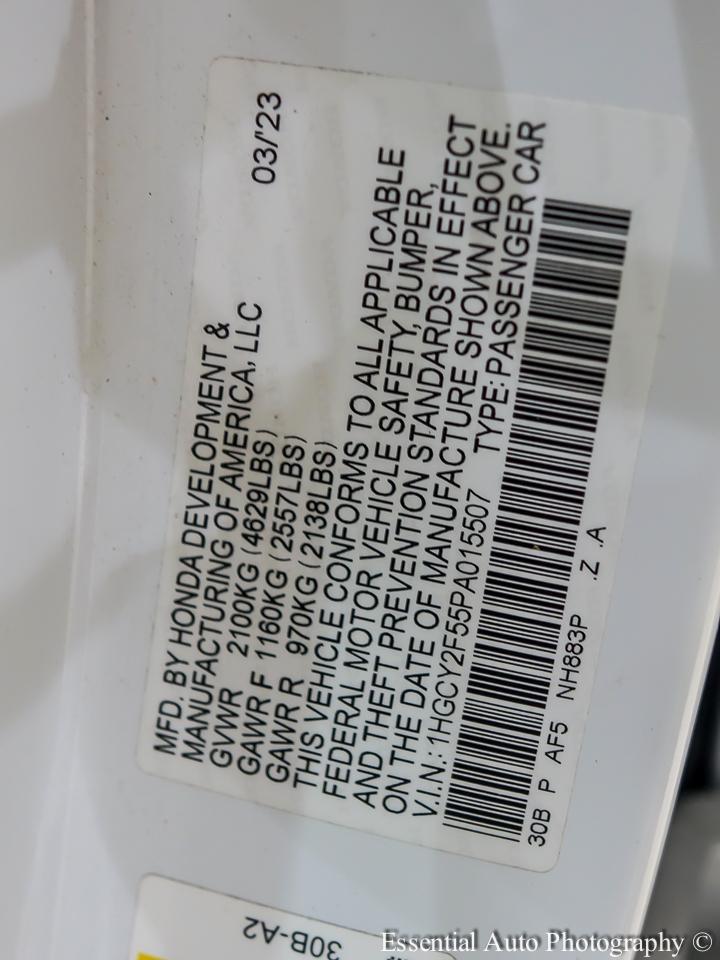 MFD. BY HONDA DEVELOPMENT &
MANUFACTURING OF AMERICA, LLC 03/'23
GVWR 2100KG (4629LBS)
GAWR F 1160KG (2557LBS)
GAWR R 970KG (2138LBS)
THIS VEHICLE CONFORMS TO ALL APPLICABLE
FEDERAL MOTOR VEHICLE SAFETY, BUMPER,
AND THEFT PREVENTION STANDARDS IN EFFECT
ON THE DATE OF MANUFACTURE SHOWN ABOVE.
V.I.N.: 1HGCY2F55PA015507 TYPE: PASSENGER CAR
30B P AF5 NH883P .Z .A
30B-A2
Essential Auto Photography ©